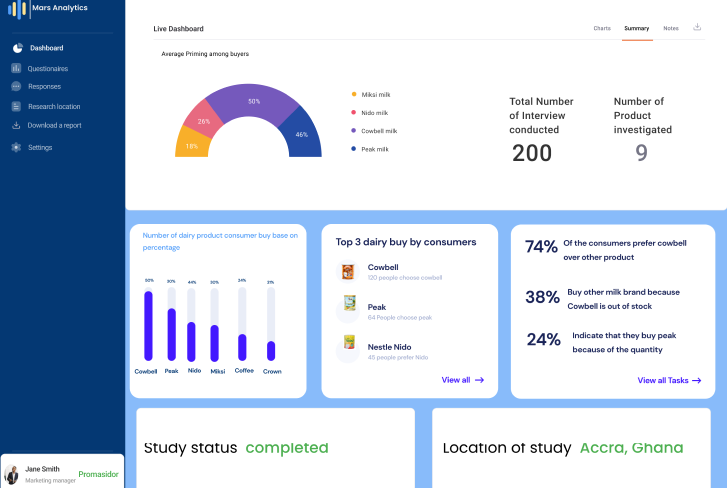 Mars Analytics
Dashboard
Questionaires
Responses
Research location
Download a report
Settings
Jane Smith
Marketing manager
Promasidor
Live Dashboard
Charts
Summary
Notes
Average Priming among buyers
18%
26%
50%
46%
Miksi milk
Nido milk
Cowbell milk
Peak milk
Total Number
of Interview
conducted
200
Number of
Product
investigated
9
Number of dairy product consumer buy base on
percentage
Cowbell
Peak
Nido
Miksi
Coffee
Crown
Top 3 dairy buy by consumers
Cowbell
120 people choose cowbell
Peak
64 People choose peak
Nestle Nido
45 people prefer Nido
View all
74%
Of the consumers prefer cowbell
over other product
38%
Buy other milk brand because
Cowbell is out of stock
24%
Indicate that they buy peak
because of the quantity
View all Tasks
Study status completed
Location of study Accra, Ghana